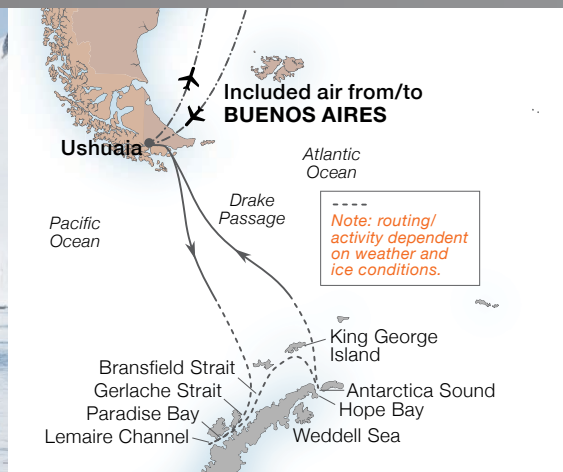 Included air from/to
BUENOS AIRES
Ushuaia
Atlantic
Ocean
Drake
Passage
Pacific
Ocean
Note: routing/
activity dependent
on weather and
ice conditions.
King George
Island
Bransfield Strait
Gerlache Strait
Paradise Bay
Lemaire Channel
Antarctica Sound
Hope Bay
Weddell Sea